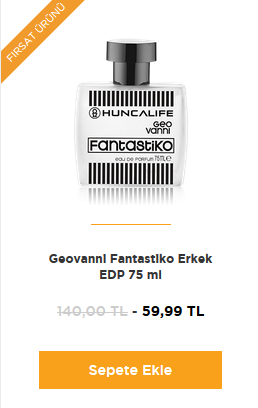 FIRSAT ÜRÜNÜ
HUNCALIFE
GEO
VANNI
FANTASTIKO
EAU DE PARFUM 75 ML ℮
Geovanni Fantastiko Erkek
EDP 75 ml
140,00 TL - 59,99 TL
Sepete Ekle